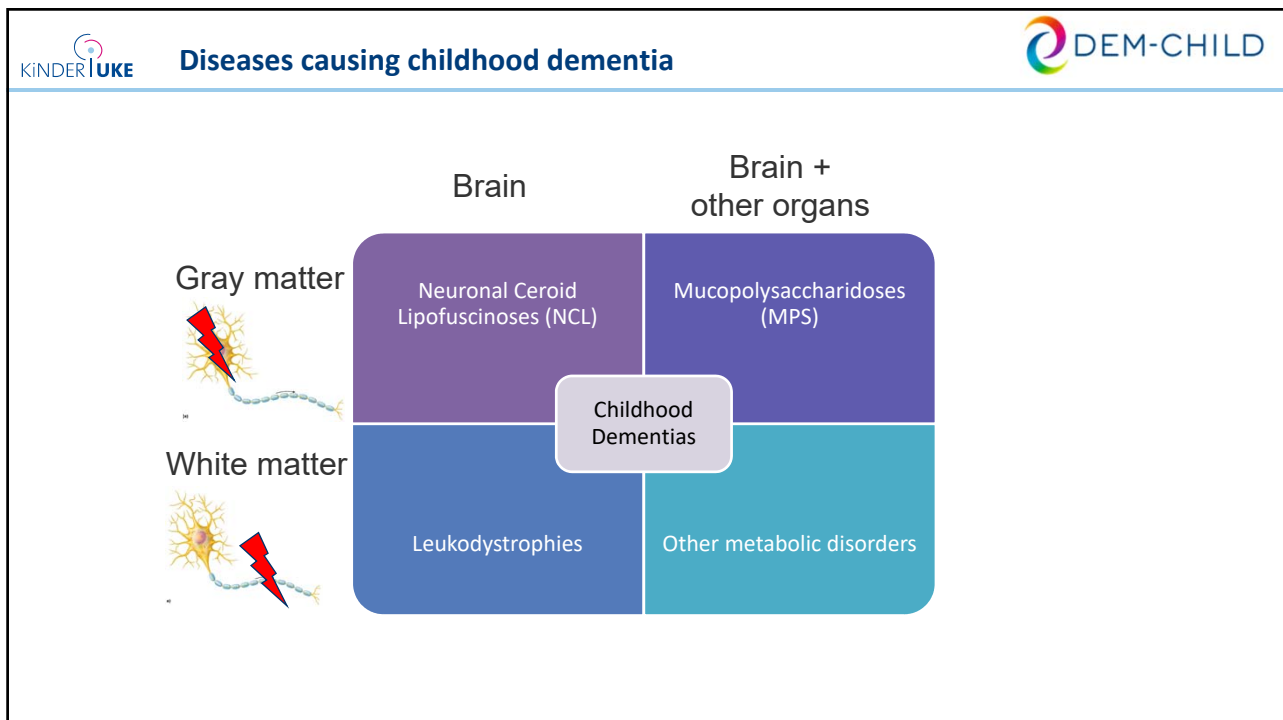 KiNDER UKE
Diseases causing childhood dementia
DEM-CHILD
Brain
Brain +
other organs
Gray matter
Neuronal Ceroid
Lipofuscinoses (NCL)
Mucopolysaccharidoses
(MPS)
Childhood
Dementias
White matter
Leukodystrophies
Other metabolic disorders